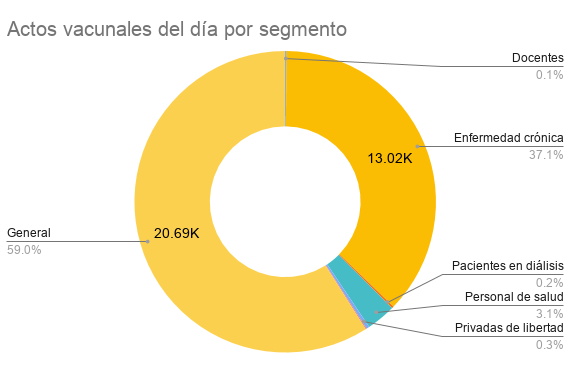 Actos vacunales del día por segmento
Docentes
0.1%
Enfermedad crónica
37.1%
13.02K
General
59.0%
20.69K
Pacientes en diálisis
0.2%
Personal de salud
3.1%
Privadas de libertad
0.3%